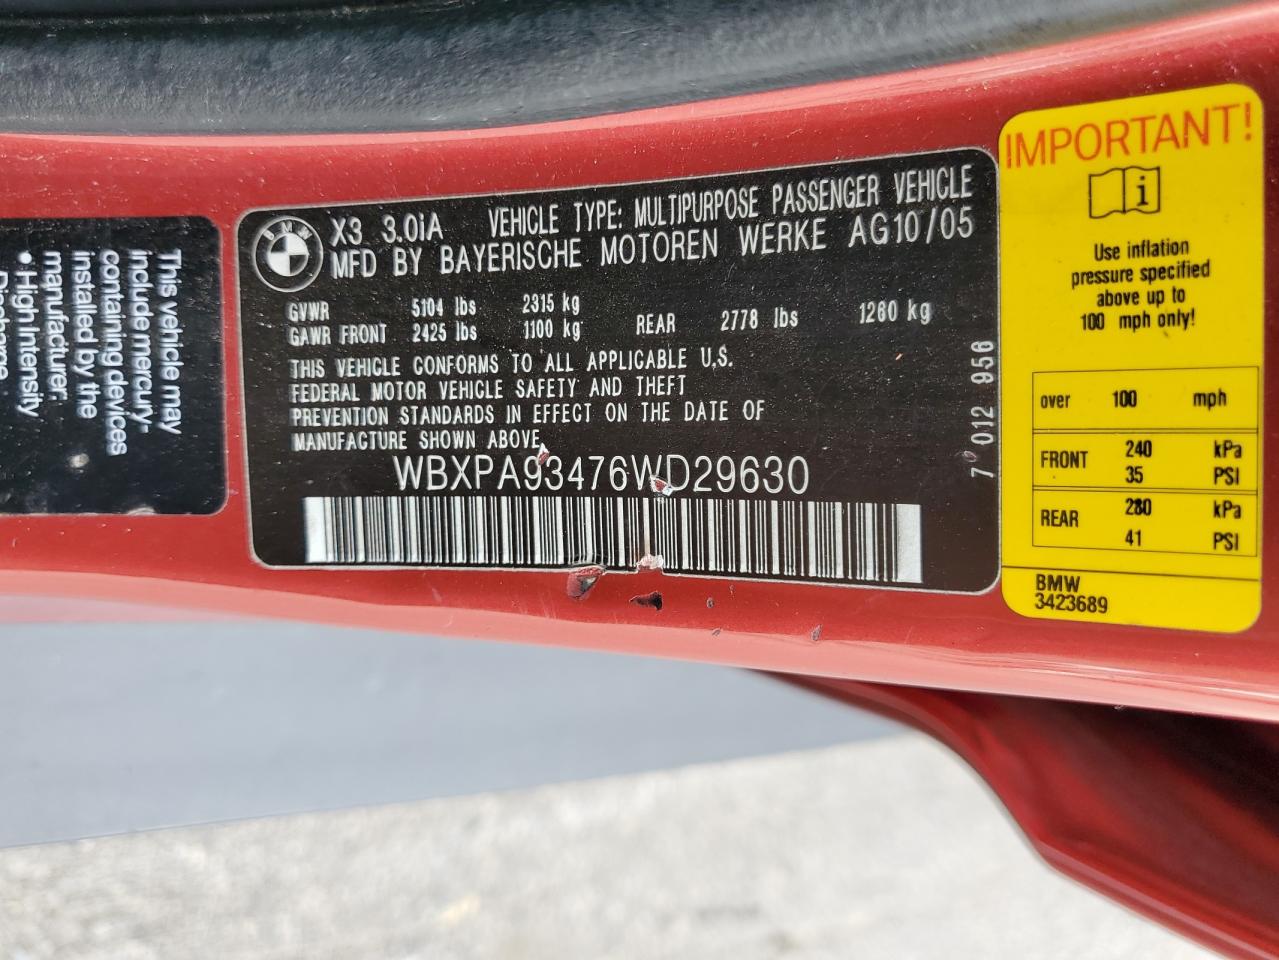 This vehicle may
include mercury-
containing devices
installed by the
manufacturer:
• High Intensity
Discharge
BMW
X3 3.0iA VEHICLE TYPE: MULTIPURPOSE PASSENGER VEHICLE
MFD BY BAYERISCHE MOTOREN WERKE AG 10/05
GVWR 5104 lbs 2315 kg
GAWR FRONT 2425 lbs 1100 kg REAR 2778 lbs 1260 kg
THIS VEHICLE CONFORMS TO ALL APPLICABLE U.S.
FEDERAL MOTOR VEHICLE SAFETY AND THEFT
PREVENTION STANDARDS IN EFFECT ON THE DATE OF
MANUFACTURE SHOWN ABOVE.
WBXPA93476WD29630
7 012 956
IMPORTANT!
i
Use inflation
pressure specified
above up to
100 mph only!
over 100 mph
FRONT 240 kPa
35 PSI
REAR 280 kPa
41 PSI
BMW
3423689